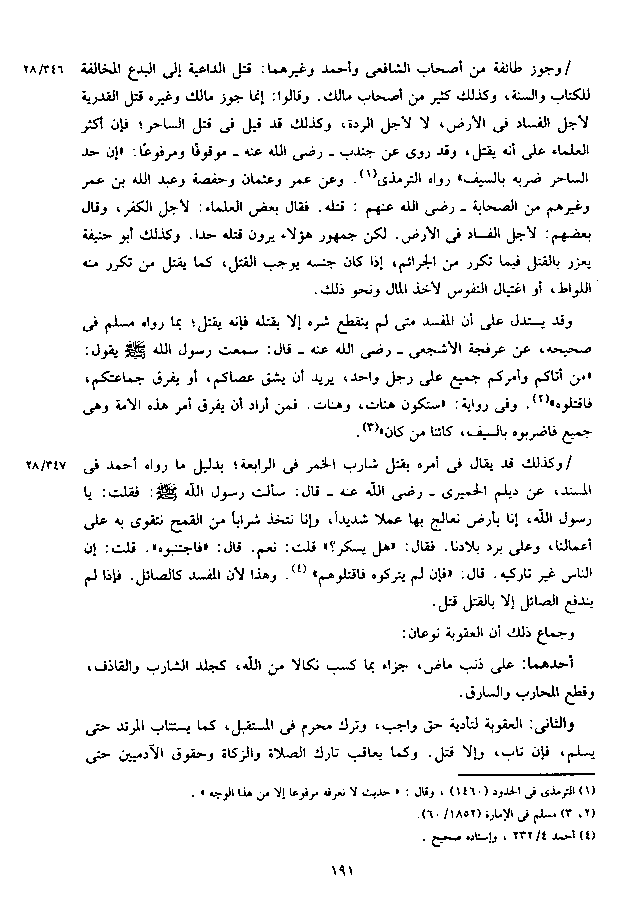 / وجوز طائفة من أصحاب الشافعى وأحمد وغيرهما: قتل الداعية إلى البدع المخالفة ٢٨/٣٤٦
للكتاب والسنة، وكذلك كثير من أصحاب مالك. وقالوا: إنما جوز مالك وغيره قتل القدرية
لأجل الفساد فى الأرض، لا لأجل الردة، وكذلك قد قيل فى قتل الساحر؛ فإن أكثر
العلماء على أنه يقتل، وقد روى عن جندب ـ رضى الله عنه ـ موقوفًا ومرفوعًا: «إن حد
الساحر ضربه بالسيف» رواه الترمذى(١). وعن عمر وعثمان وحفصة وعبد الله بن عمر
وغيرهم من الصحابة ـ رضى الله عنهم : قتله. فقال بعض العلماء: لأجل الكفر، وقال
بعضهم: لأجل الفساد فى الأرض. لكن جمهور هؤلاء يرون قتله حدا. وكذلك أبو حنيفة
يعزر بالقتل فيما تكرر من الجرائم، إذا كان جنسه يوجب القتل، كما يقتل من تكرر منه
اللواط، أو اغتيال النفوس لأخذ المال ونحو ذلك.
وقد يستدل على أن المفسد متى لم ينقطع شره إلا بقتله فإنه يقتل؛ بما رواه مسلم فى
صحيحه، عن عرفجة الأشجعى ـ رضى الله عنه ـ قال: سمعت رسول الله ﷺ يقول:
«من أتاكم وأمركم جميع على رجل واحد، يريد أن يشق عصاكم، أو يفرق جماعتكم،
فاقتلوه»(٢). وفى رواية: «ستكون هنات، وهنات. فمن أراد أن يفرق أمر هذه الأمة وهى
جميع فاضربوه بالسيف، كائنا من كان»(٣).
/ وكذلك قد يقال فى أمره بقتل شارب الخمر فى الرابعة؛ بدليل ما رواه أحمد فى ٢٨/٣٤٧
المسند، عن ديلم الحميرى ـ رضى الله عنه ـ قال: سألت رسول الله ﷺ: فقلت: يا
رسول الله، إنا بأرض نعالج بها عملا شديداً، وإنا نتخذ شراباً من القمح نتقوى به على
أعمالنا، وعلى برد بلادنا. فقال: «هل يسكر؟» قلت: نعم. قال: «فاجتنبوه». قلت: إن
الناس غير تاركيه. قال: «فإن لم يتركوه فاقتلوهم» (٤). وهذا لأن المفسد كالصائل. فإذا لم
يندفع الصائل إلا بالقتل قتل.
وجماع ذلك أن العقوبة نوعان:
أحدهما: على ذنب ماض، جزاء بما كسب نكالا من الله، كجلد الشارب والقاذف،
وقطع المحارب والسارق.
والثانى: العقوبة لتأدية حق واجب، وترك محرم فى المستقبل، كما يستتاب المرتد حتى
يسلم، فإن تاب، وإلا قتل. وكما يعاقب تارك الصلاة والزكاة وحقوق الآدميين حتى
(١) الترمذى فى الحدود (١٤٦٠) ، وقال : « حديث لا نعرفه مرفوعا إلا من هذا الوجه » .
(٢، ٣) مسلم فى الإمارة (٦٠/١٨٥٢).
(٤) أحمد ٤/ ٢٣٢ ، وإسناده صحيح .
١٩١